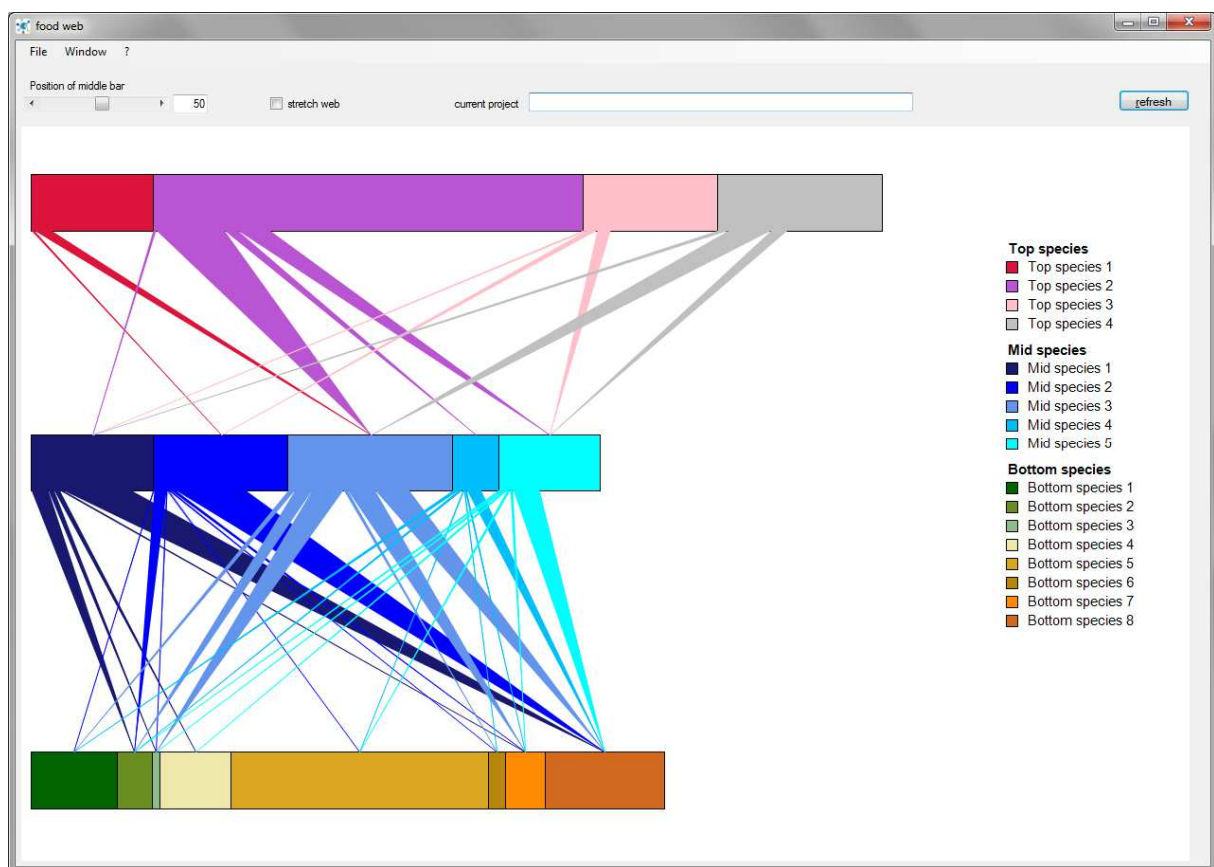 food web
File Window ?
Position of middle bar
50 stretch web current project refresh
Top species
Top species 1
Top species 2
Top species 3
Top species 4
Mid species
Mid species 1
Mid species 2
Mid species 3
Mid species 4
Mid species 5
Bottom species
Bottom species 1
Bottom species 2
Bottom species 3
Bottom species 4
Bottom species 5
Bottom species 6
Bottom species 7
Bottom species 8